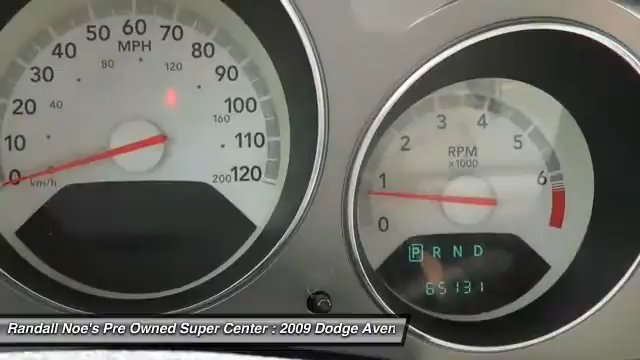 10 20 30 40 50 60 70 80 90 100 110 120
MPH
40 80 120 160 200
km/h
0 1 2 3 4 5 6
RPM
x1000
P R N D
65131
Randall Noe's Pre Owned Super Center : 2009 Dodge Aven